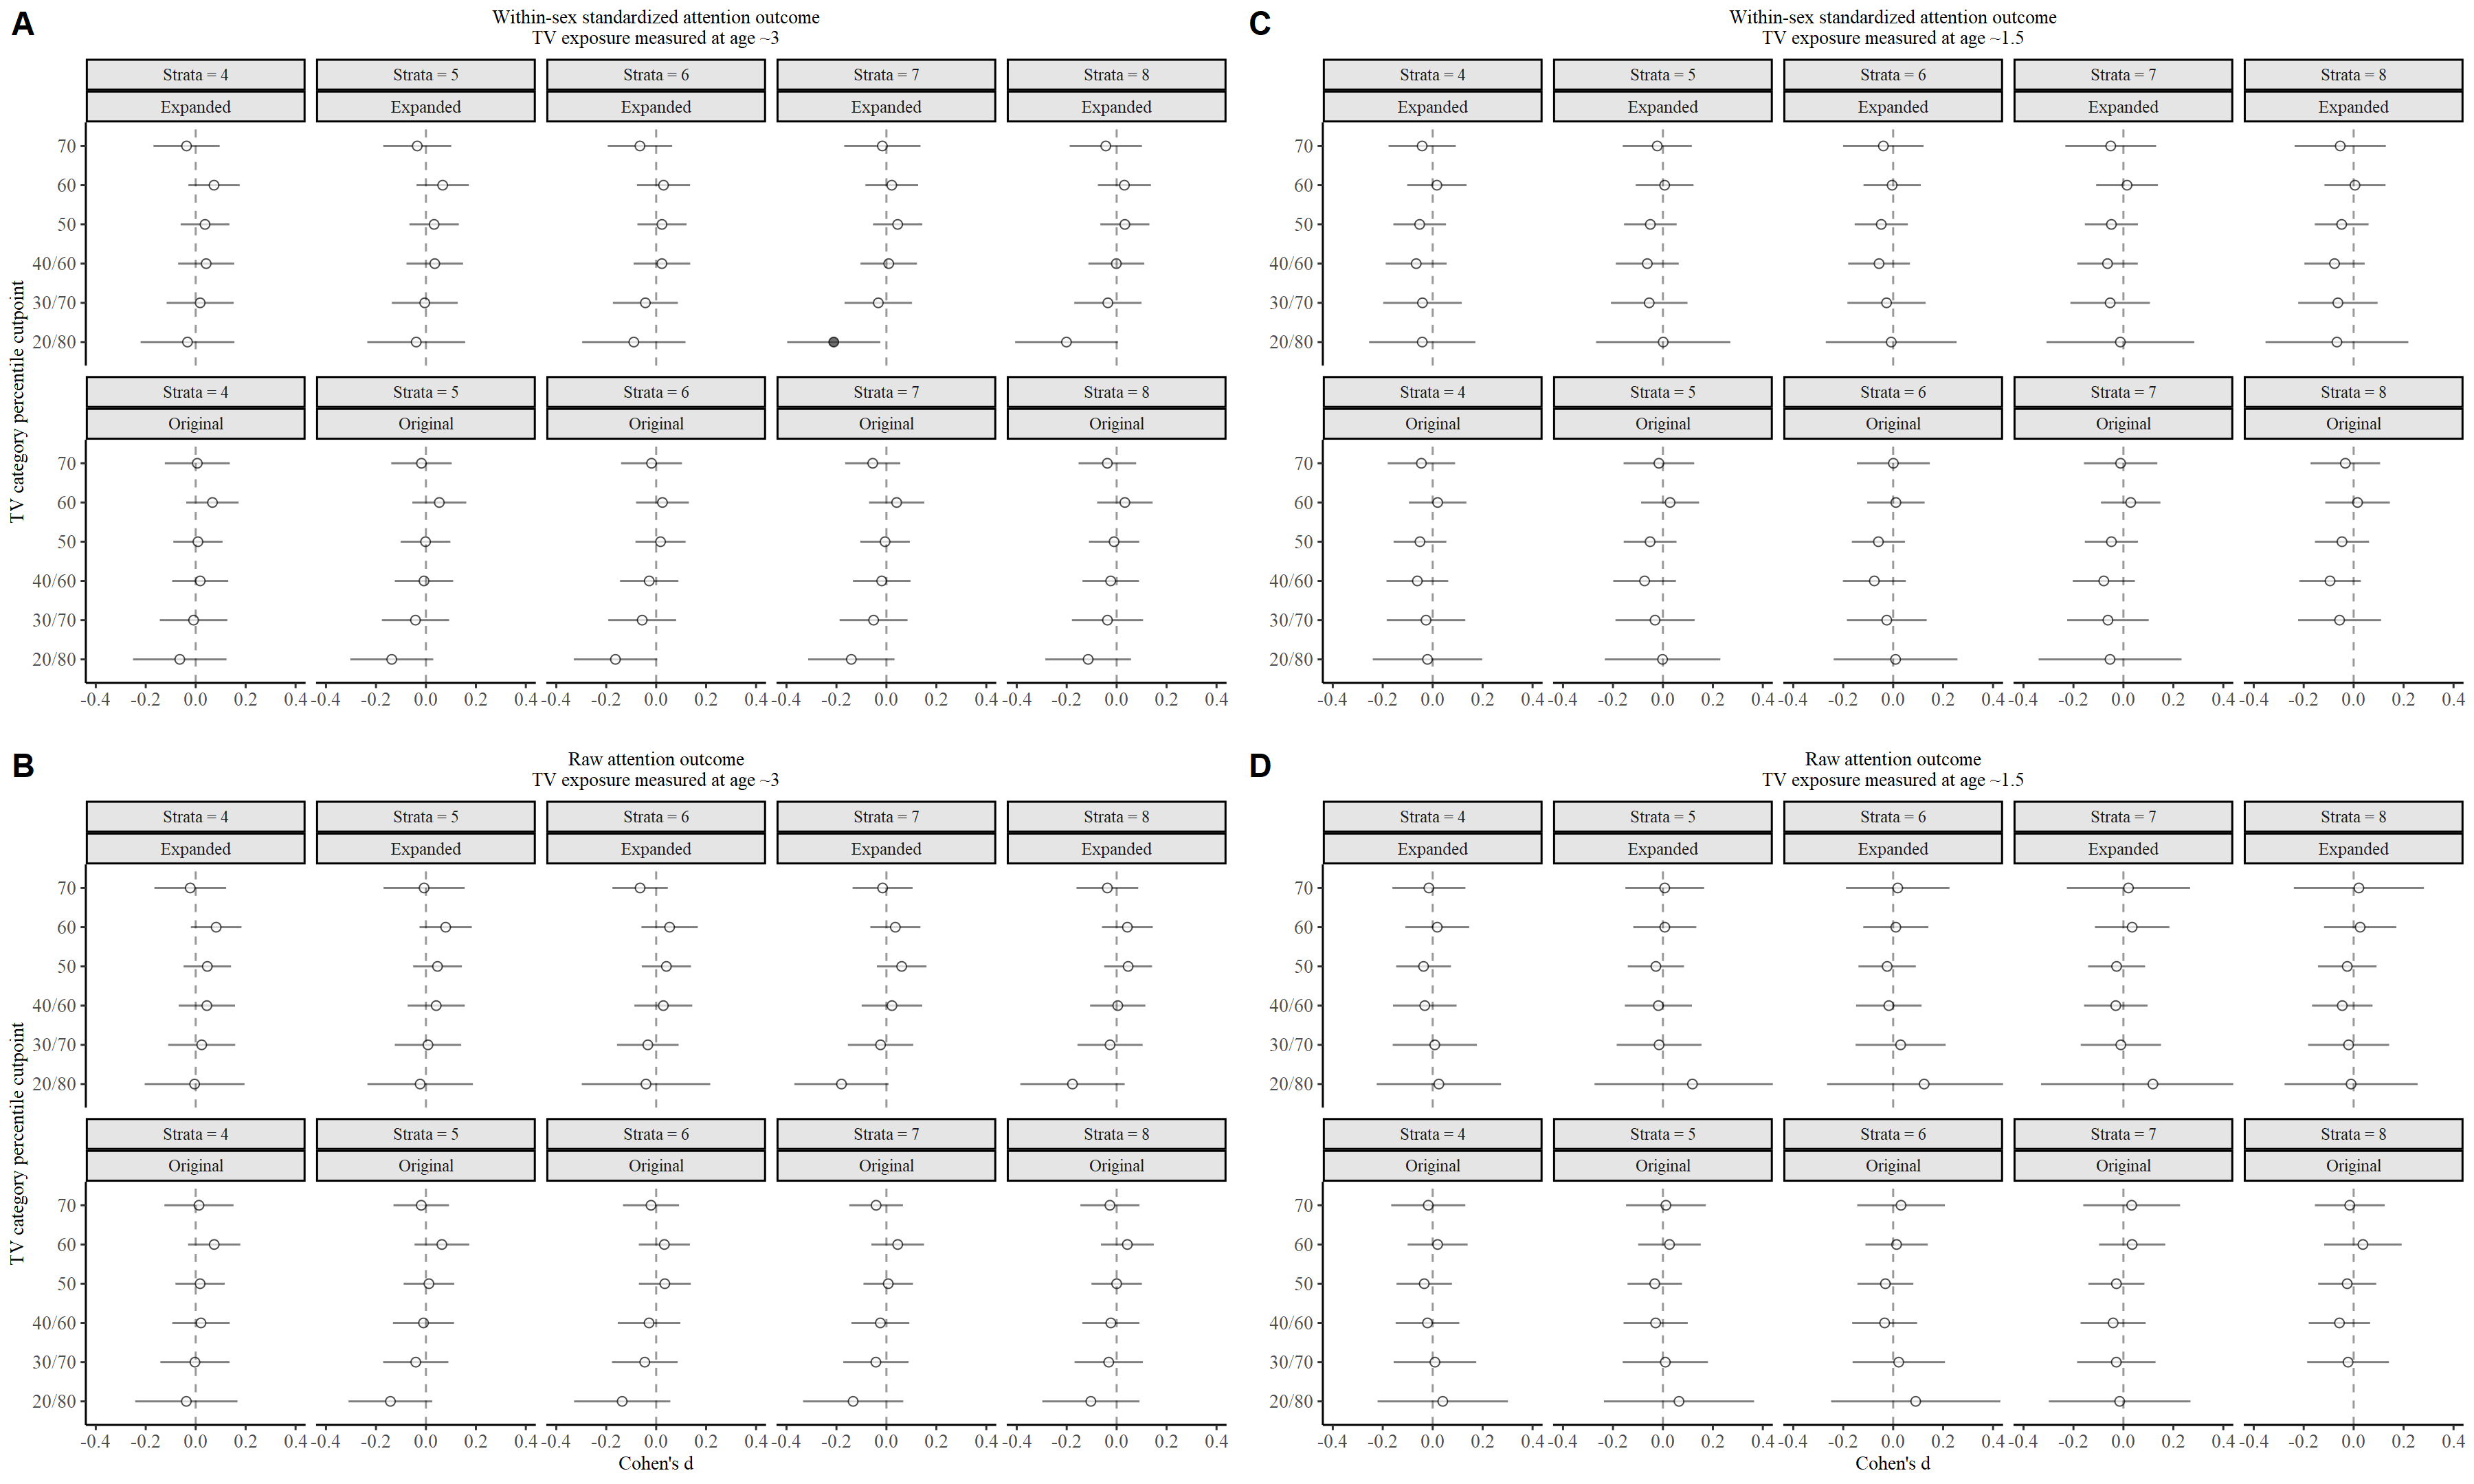 A
Within-sex standardized attention outcome
TV exposure measured at age ~3
Strata = 4 Strata = 5 Strata = 6 Strata = 7 Strata = 8
Expanded Expanded Expanded Expanded Expanded
70
60
50
40/60
30/70
20/80
TV category percentile cutpoint
Strata = 4 Strata = 5 Strata = 6 Strata = 7 Strata = 8
Original Original Original Original Original
70
60
50
40/60
30/70
20/80
-0.4 -0.2 0.0 0.2 0.4 -0.4 -0.2 0.0 0.2 0.4 -0.4 -0.2 0.0 0.2 0.4 -0.4 -0.2 0.0 0.2 0.4 -0.4 -0.2 0.0 0.2 0.4
B
Raw attention outcome
TV exposure measured at age ~3
Strata = 4 Strata = 5 Strata = 6 Strata = 7 Strata = 8
Expanded Expanded Expanded Expanded Expanded
70
60
50
40/60
30/70
20/80
TV category percentile cutpoint
Strata = 4 Strata = 5 Strata = 6 Strata = 7 Strata = 8
Original Original Original Original Original
70
60
50
40/60
30/70
20/80
-0.4 -0.2 0.0 0.2 0.4 -0.4 -0.2 0.0 0.2 0.4 -0.4 -0.2 0.0 0.2 0.4 -0.4 -0.2 0.0 0.2 0.4 -0.4 -0.2 0.0 0.2 0.4
Cohen's d
C
Within-sex standardized attention outcome
TV exposure measured at age ~1.5
Strata = 4 Strata = 5 Strata = 6 Strata = 7 Strata = 8
Expanded Expanded Expanded Expanded Expanded
70
60
50
40/60
30/70
20/80
Strata = 4 Strata = 5 Strata = 6 Strata = 7 Strata = 8
Original Original Original Original Original
70
60
50
40/60
30/70
20/80
-0.4 -0.2 0.0 0.2 0.4 -0.4 -0.2 0.0 0.2 0.4 -0.4 -0.2 0.0 0.2 0.4 -0.4 -0.2 0.0 0.2 0.4 -0.4 -0.2 0.0 0.2 0.4
D
Raw attention outcome
TV exposure measured at age ~1.5
Strata = 4 Strata = 5 Strata = 6 Strata = 7 Strata = 8
Expanded Expanded Expanded Expanded Expanded
70
60
50
40/60
30/70
20/80
Strata = 4 Strata = 5 Strata = 6 Strata = 7 Strata = 8
Original Original Original Original Original
70
60
50
40/60
30/70
20/80
-0.4 -0.2 0.0 0.2 0.4 -0.4 -0.2 0.0 0.2 0.4 -0.4 -0.2 0.0 0.2 0.4 -0.4 -0.2 0.0 0.2 0.4 -0.4 -0.2 0.0 0.2 0.4
Cohen's d